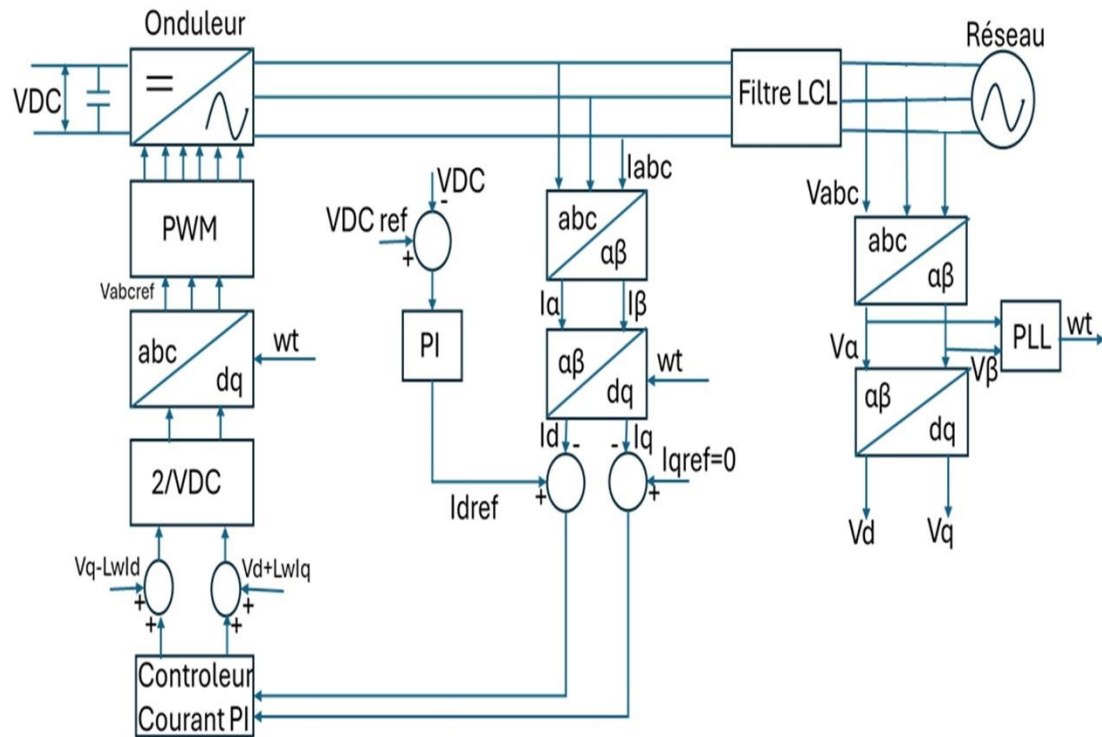 Onduleur
Réseau
VDC
=
Filtre LCL
Iabc
VDC
-
VDC ref
+
PWM
Vabc
abc
αβ
abc
αβ
Vabcref
Iα
Iβ
PI
PLL
wt
abc
dq
wt
Vα
Vβ
αβ
dq
wt
αβ
dq
Id
-
-
Iq
Iqref=0
2/VDC
+
+
Idref
Vd
Vq
Vq-LwId
Vd+LwIq
+
+
+
+
Controleur
Courant PI